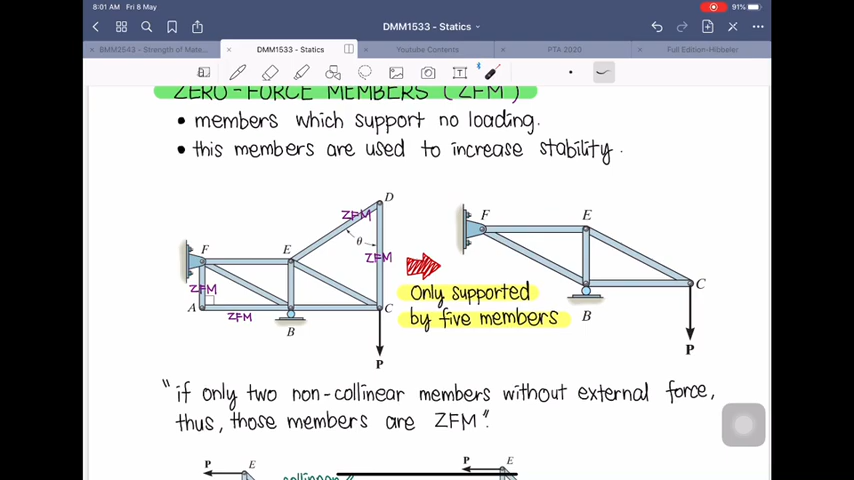 8:01 AM Fri 8 May
91%
DMM1533 - Statics
BMM2543 - Strength of Mate...
DMM1533 - Statics
Youtube Contents
PTA 2020
Full Edition-Hibbeler
ZERO-FORCE MEMBERS (ZFM)
• members which support no loading.
• this members are used to increase stability.
D
ZFM
θ
F
E
ZFM
ZFM
A
ZFM
C
B
P
Only supported
by five members
F
E
C
B
P
"if only two non-collinear members without external force,
thus, those members are ZFM".
P
E
collinear
P
E